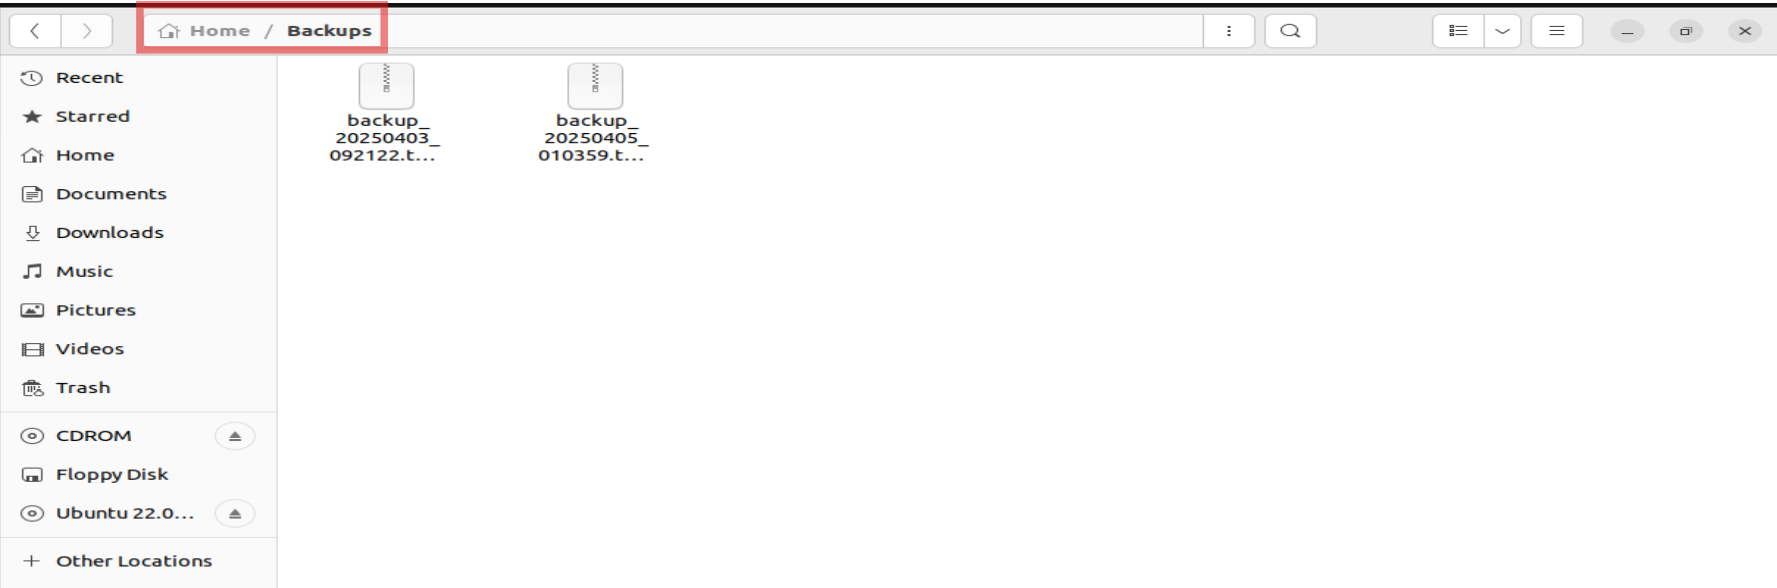 Home / Backups
Recent
Starred
Home
Documents
Downloads
Music
Pictures
Videos
Trash
CDROM
Floppy Disk
Ubuntu 22.0...
Other Locations
backup_
20250403_
092122.t...
backup_
20250405_
010359.t...